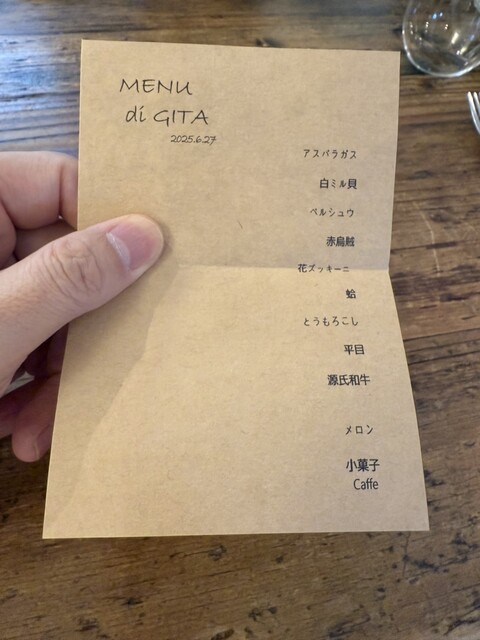 MENU
di GITA
2025.6.27
アスパラガス
白ミル貝
ペルシュウ
赤烏賊
花ズッキーニ
蛤
とうもろこし
平目
源氏和牛
メロン
小菓子
Caffe